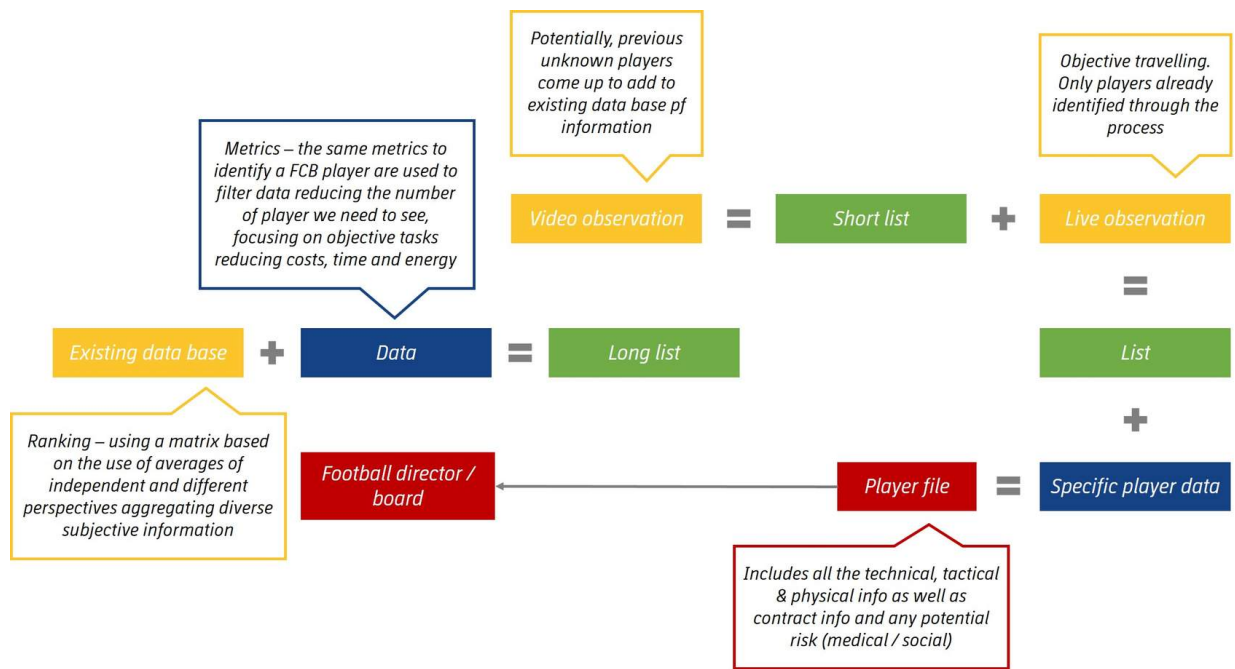 Potentially, previous
unknown players
come up to add to
existing data base pf
information
Objective travelling.
Only players already
identified through the
process
Metrics – the same metrics to
identify a FCB player are used to
filter data reducing the number
of player we need to see,
focusing on objective tasks
reducing costs, time and energy
Video observation
=
Short list
+
Live observation
=
Existing data base
+
Data
=
Long list
List
+
Ranking – using a matrix based
on the use of averages of
independent and different
perspectives aggregating diverse
subjective information
Football director /
board
Player file
=
Specific player data
Includes all the technical, tactical
& physical info as well as
contract info and any potential
risk (medical / social)